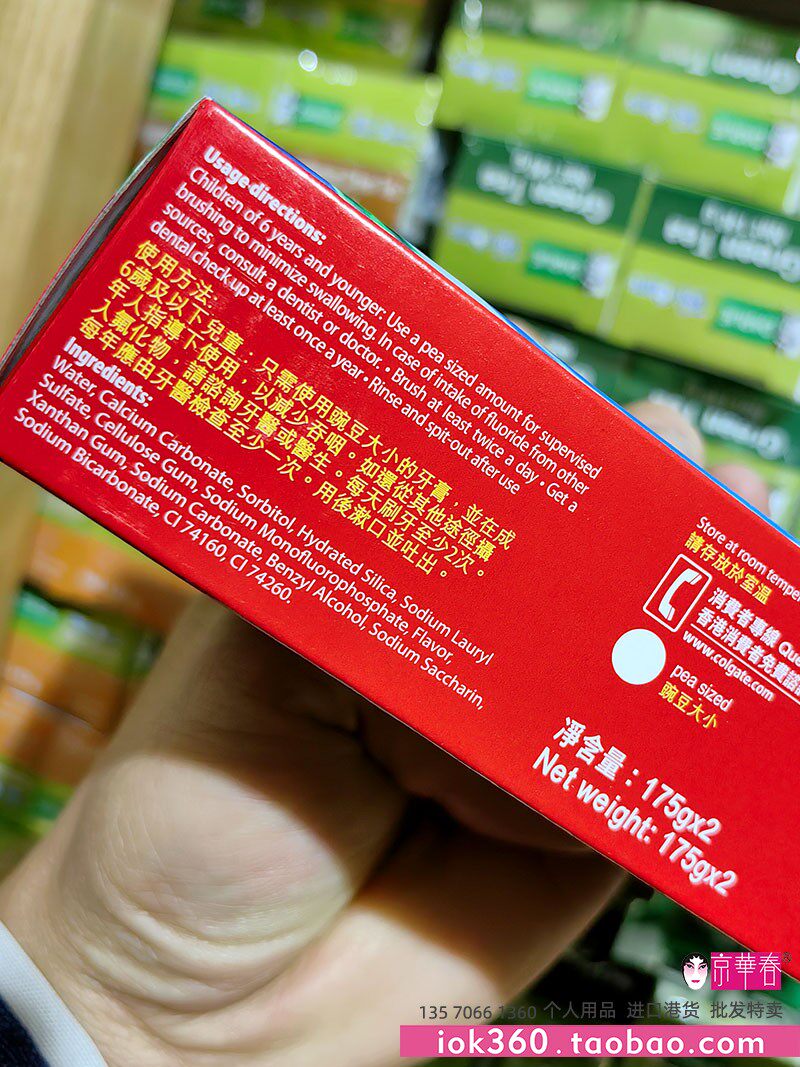 Usage directions:
Children of 6 years and younger: Use a pea sized amount for supervised
brushing to minimize swallowing. In case of intake of fluoride from other
sources, consult a dentist or doctor. • Brush at least twice a day • Get a
dental check-up at least once a year • Rinse and spit-out after use
使用方法：
6歲及以下兒童：只需使用豌豆大小的牙膏，並在成
年人指導下使用，以減少吞咽。如還從其他途徑攝
入氟化物，請諮詢牙醫或醫生。每天刷牙至少2次。
每年應由牙醫檢查至少一次。用後漱口並吐出。
Ingredients:
Water, Calcium Carbonate, Sorbitol, Hydrated Silica, Sodium Lauryl
Sulfate, Cellulose Gum, Sodium Monofluorophosphate, Flavor,
Xanthan Gum, Sodium Carbonate, Benzyl Alcohol, Sodium Saccharin,
Sodium Bicarbonate, CI 74160, CI 74260.
Store at room
請存放於室溫
消費者專線
香港消費者免費諮
www.colgate.com
pea sized
豌豆大小
淨含量：175gx2
Net weight: 175gx2
Green Tea
Green Tea
Green Tea
Green Tea
京華春
135 7066 1360 个人用品 进口港货 批发特卖
iok360.taobao.com